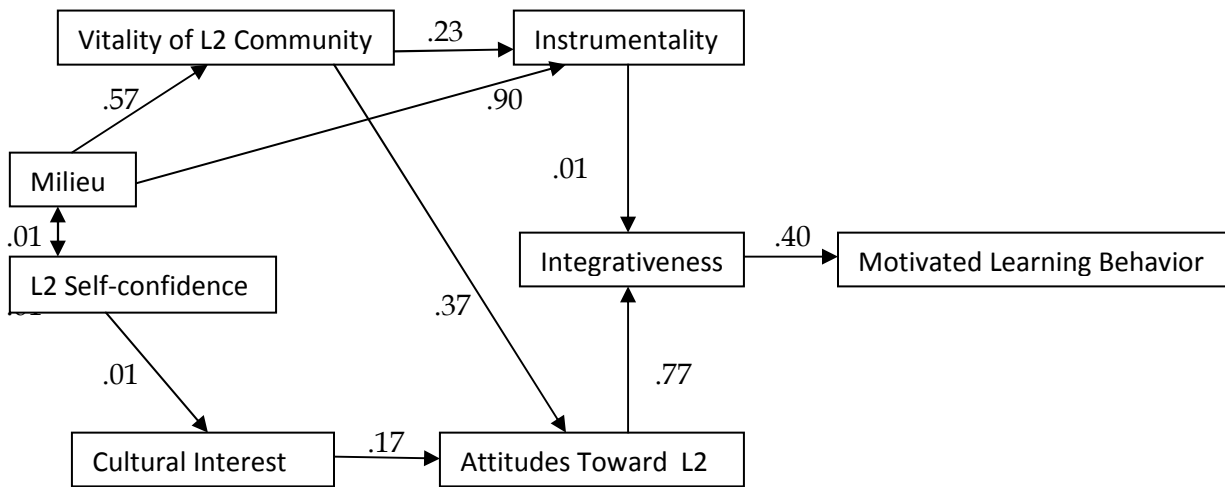 Vitality of L2 Community
.23
Instrumentality
.57
.90
Milieu
.01
.01
L2 Self-confidence
Integrativeness
.40
Motivated Learning Behavior
.37
.01
.77
Cultural Interest
.17
Attitudes Toward L2